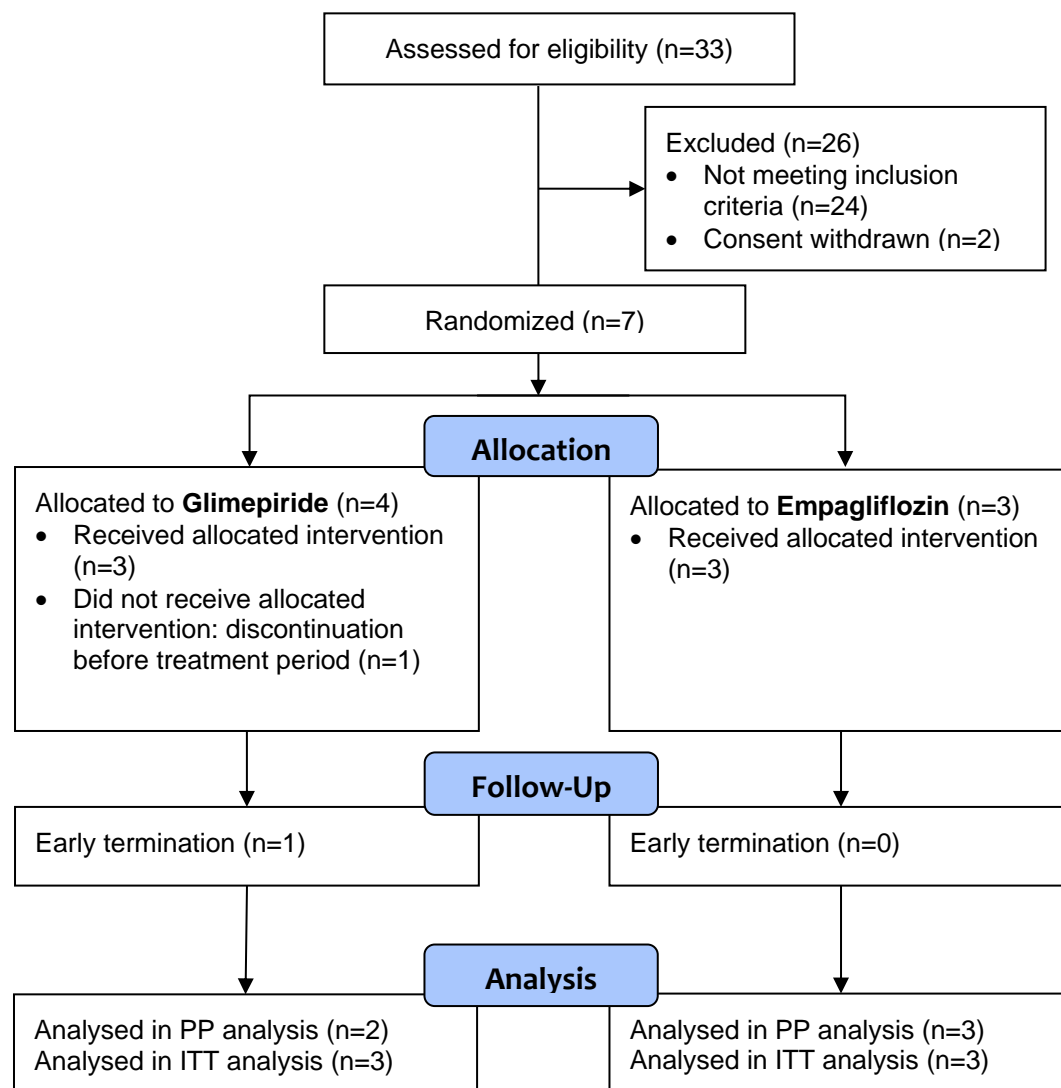 Assessed for eligibility (n=33)
Excluded (n=26)
• Not meeting inclusion
criteria (n=24)
• Consent withdrawn (n=2)
Randomized (n=7)
Allocation
Allocated to Glimepiride (n=4)
• Received allocated intervention
(n=3)
• Did not receive allocated
intervention: discontinuation
before treatment period (n=1)
Allocated to Empagliflozin (n=3)
• Received allocated intervention
(n=3)
Follow-Up
Early termination (n=1)
Early termination (n=0)
Analysis
Analysed in PP analysis (n=2)
Analysed in ITT analysis (n=3)
Analysed in PP analysis (n=3)
Analysed in ITT analysis (n=3)